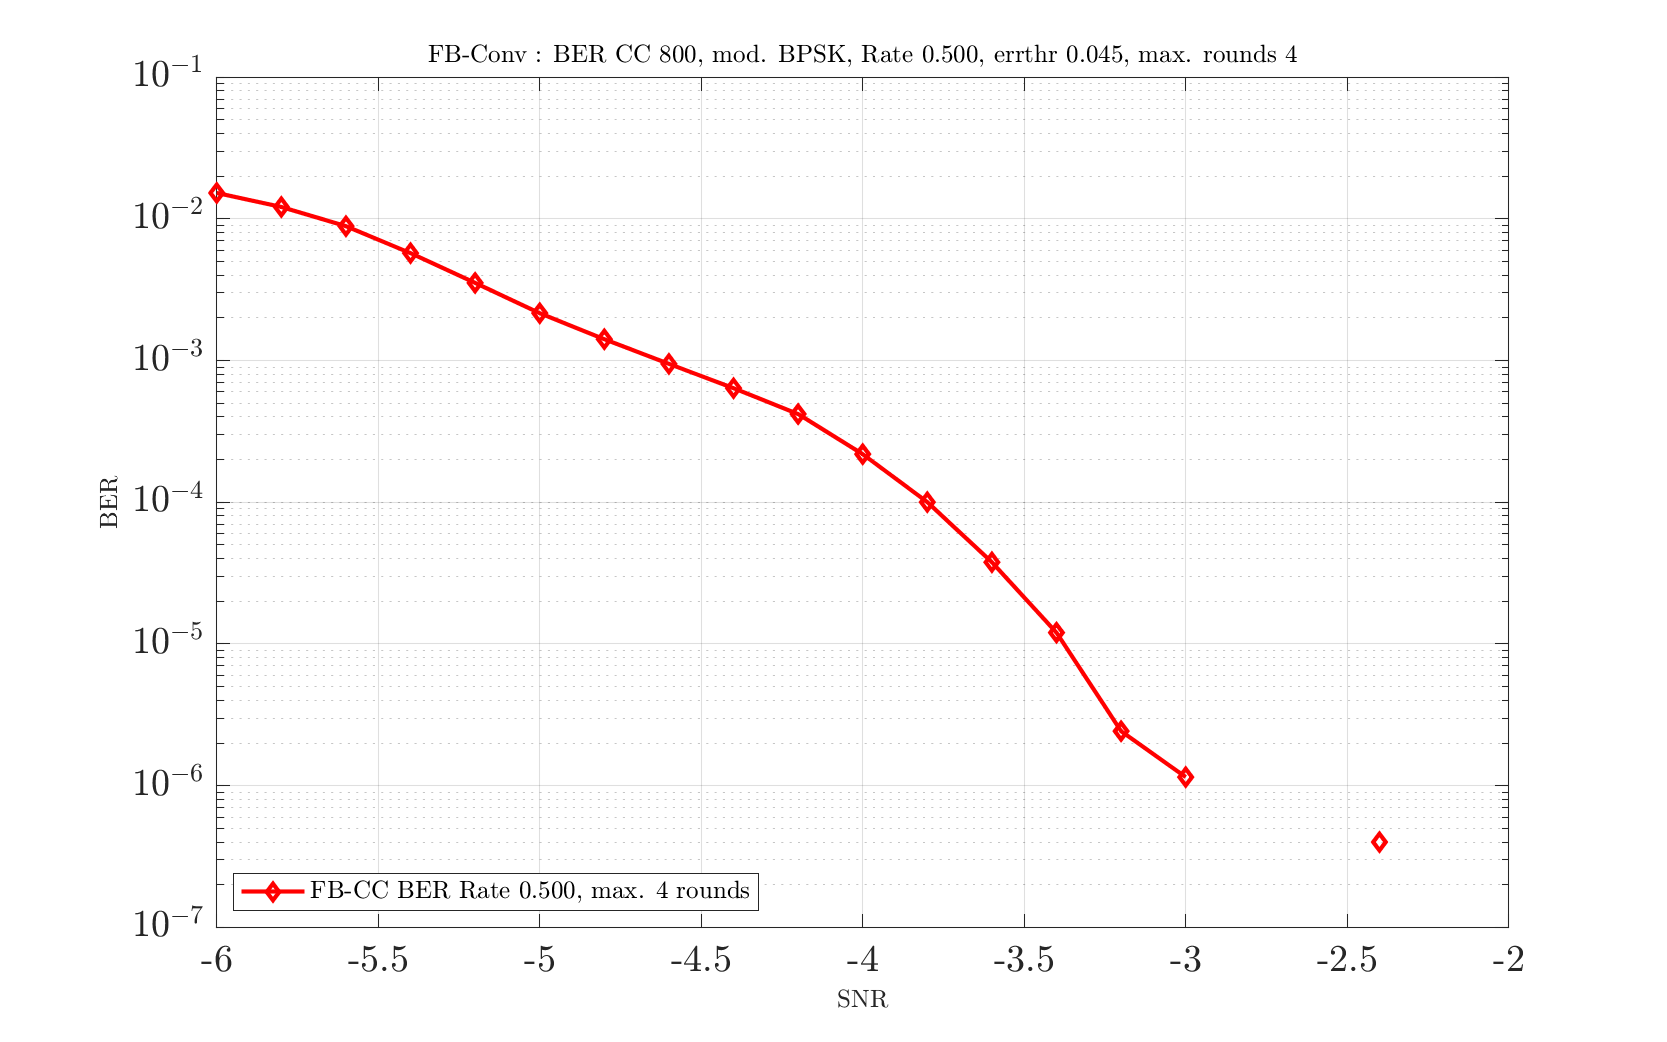 FB-Conv : BER CC 800, mod. BPSK, Rate 0.500, errthr 0.045, max. rounds 4
10^{-1}
10^{-2}
10^{-3}
10^{-4}
10^{-5}
10^{-6}
10^{-7}
BER
FB-CC BER Rate 0.500, max. 4 rounds
-6 -5.5 -5 -4.5 -4 -3.5 -3 -2.5 -2
SNR